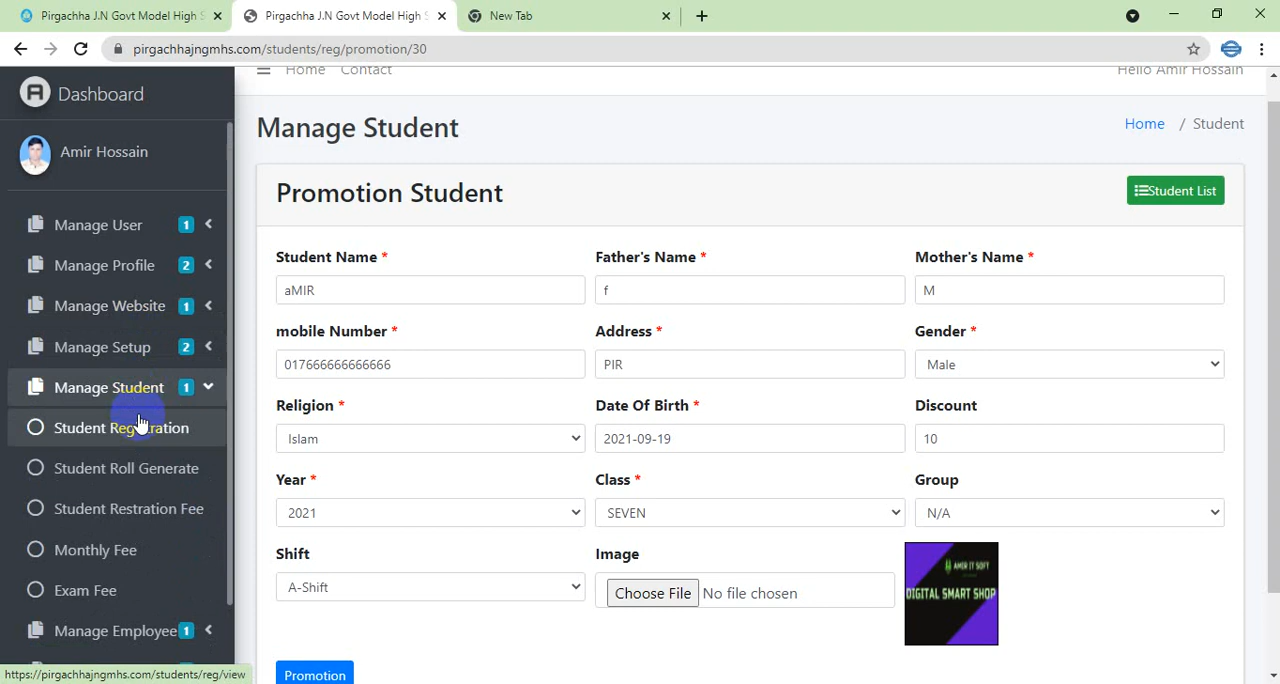 Pirgachha J.N Govt Model High S
Pirgachha J.N Govt Model High S
New Tab
pirgachhajngmhs.com/students/reg/promotion/30
Dashboard
Home Contact
Hello Amir Hossain
Amir Hossain
Manage Student
Home / Student
Promotion Student
Student List
Manage User 1
Manage Profile 2
Manage Website 1
Manage Setup 2
Manage Student 1
Student Registration
Student Roll Generate
Student Restration Fee
Monthly Fee
Exam Fee
Manage Employee 1
Student Name *
Father's Name *
Mother's Name *
aMIR
f
M
mobile Number *
Address *
Gender *
017666666666666
PIR
Male
Religion *
Date Of Birth *
Discount
Islam
2021-09-19
10
Year *
Class *
Group
2021
SEVEN
N/A
Shift
Image
A-Shift
Choose File No file chosen
AMIR IT SOFT
DIGITAL SMART SHOP
Promotion
https://pirgachhajngmhs.com/students/reg/view